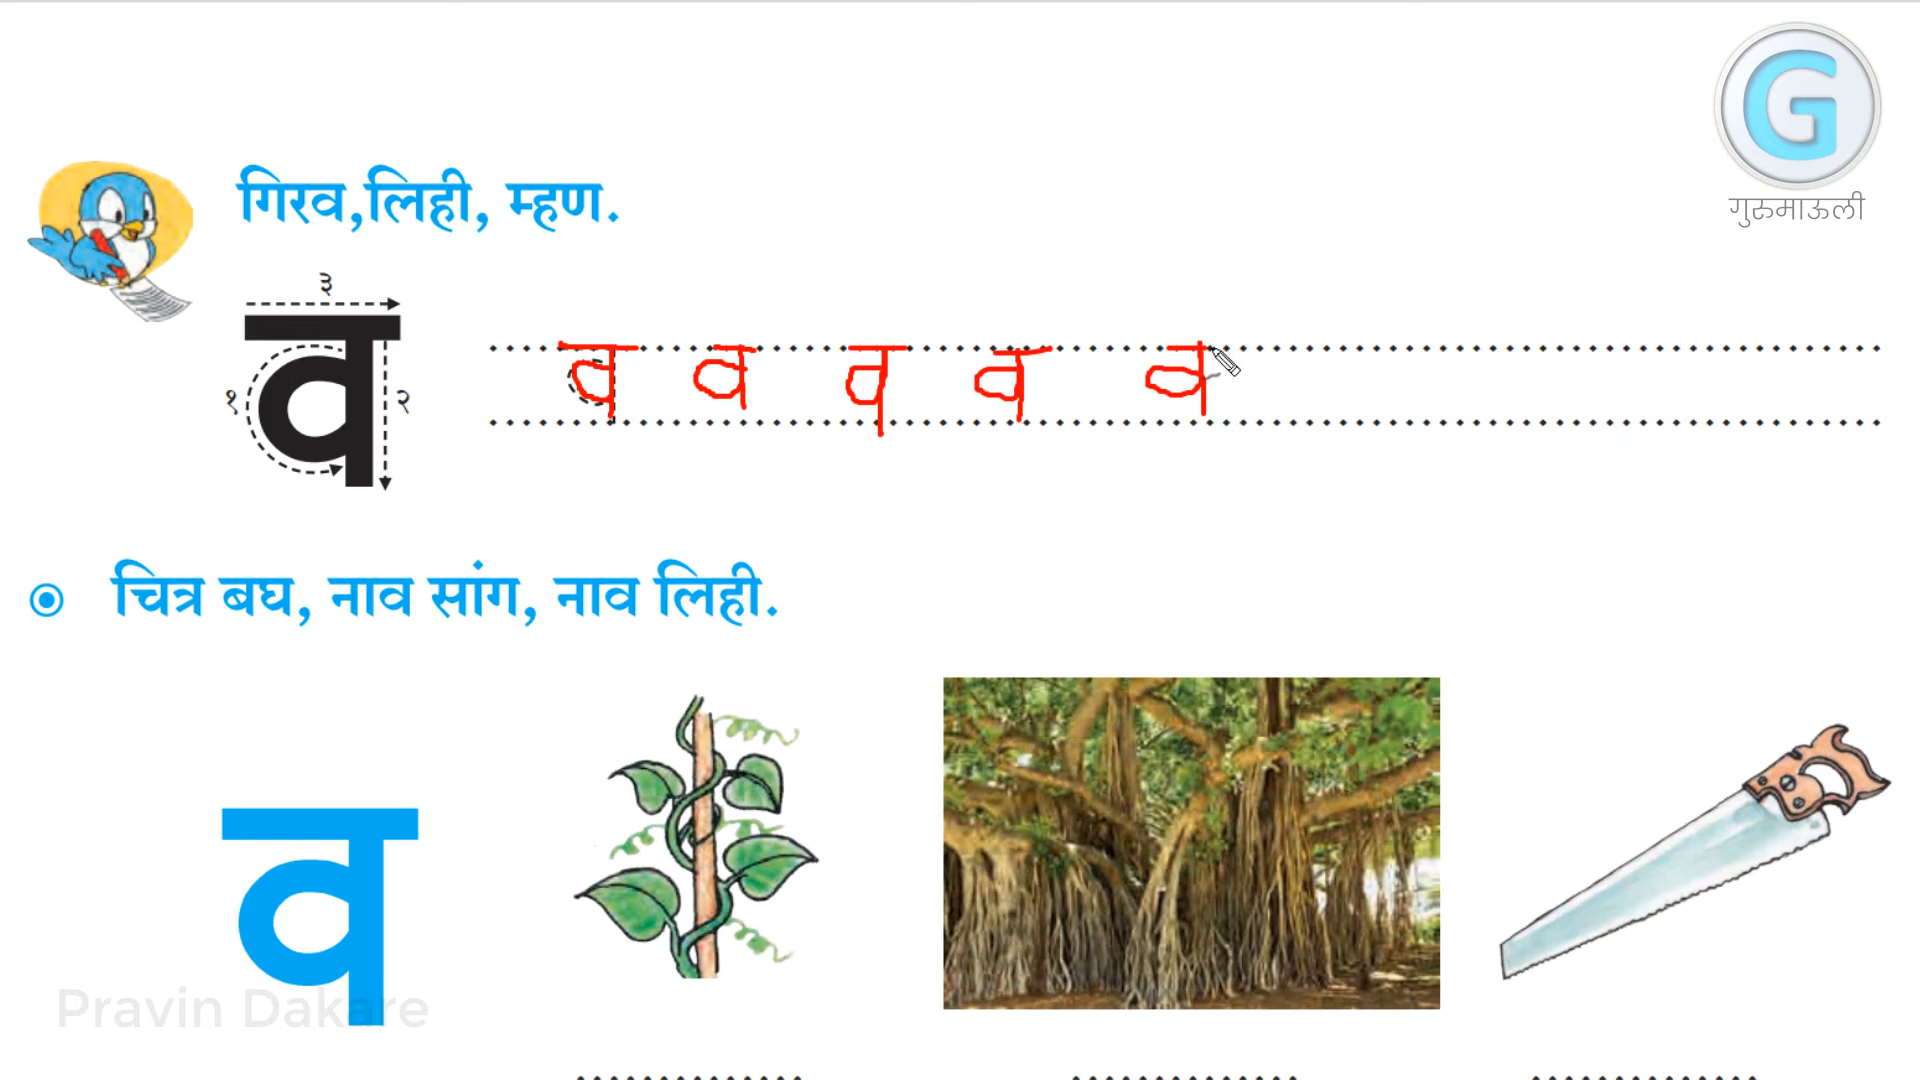 गुरुमाऊली
गिरव,लिही, म्हण.
३
व
१
२
व व व व व
चित्र बघ, नाव सांग, नाव लिही.
व
Pravin Dakare